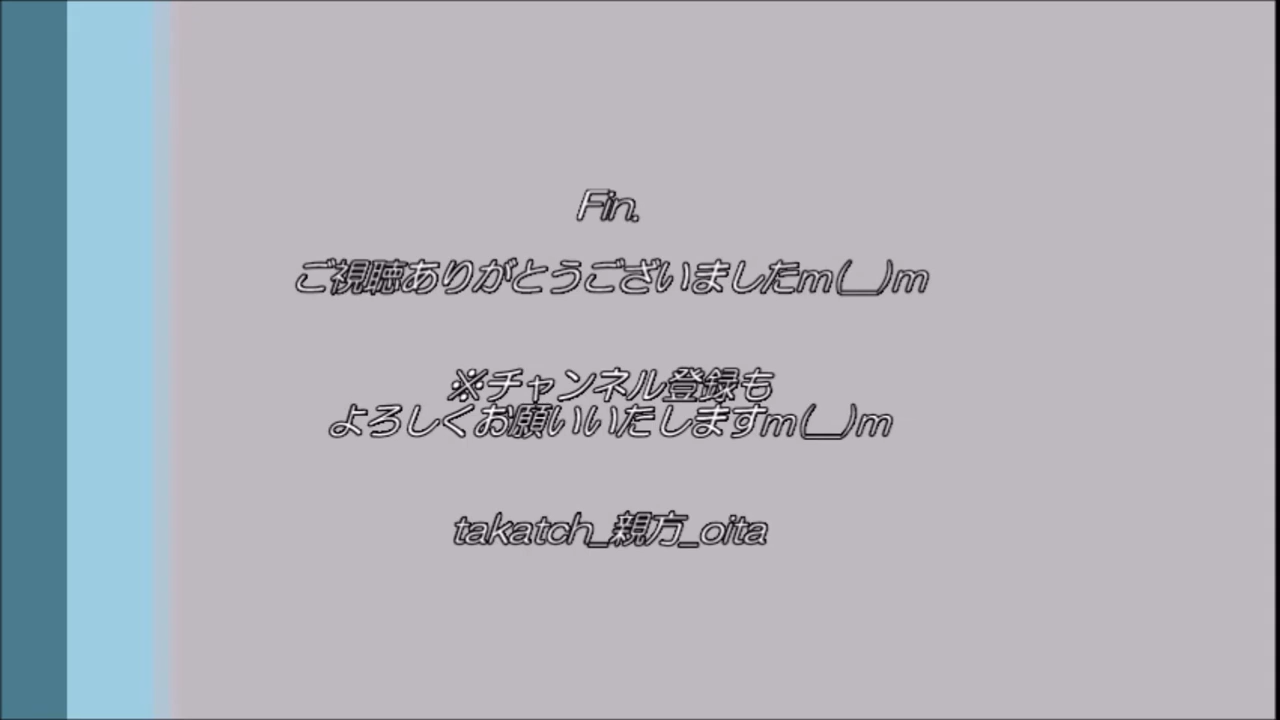 Fin.
ご視聴ありがとうございましたm(__)m
※チャンネル登録も
よろしくお願いいたしますm(__)m
takatch_親方_oita